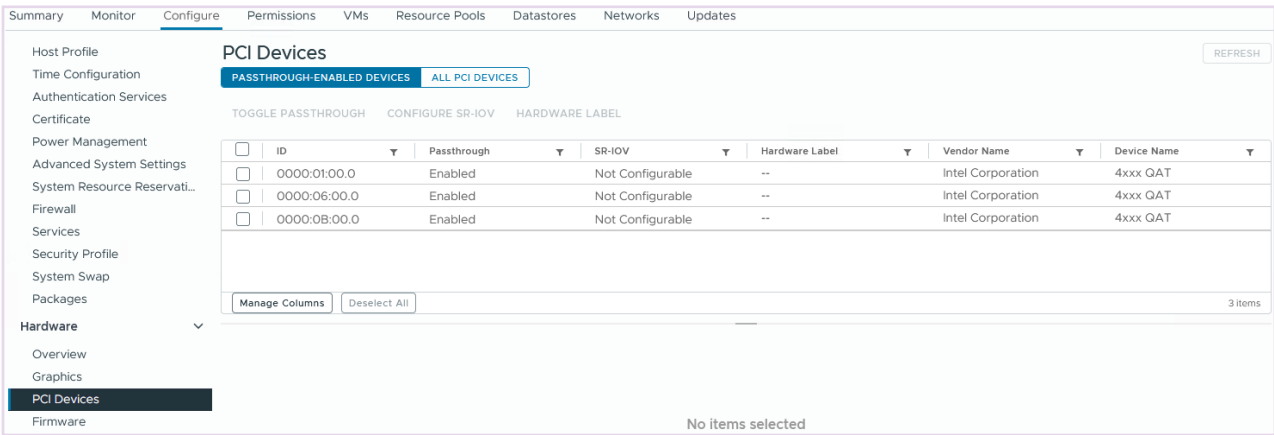 Summary Monitor Configure Permissions VMs Resource Pools Datastores Networks Updates
Host Profile
Time Configuration
Authentication Services
Certificate
Power Management
Advanced System Settings
System Resource Reservati...
Firewall
Services
Security Profile
System Swap
Packages
Hardware
Overview
Graphics
PCI Devices
Firmware
PCI Devices
REFRESH
PASSTHROUGH-ENABLED DEVICES ALL PCI DEVICES
TOGGLE PASSTHROUGH CONFIGURE SR-IOV HARDWARE LABEL
ID Passthrough SR-IOV Hardware Label Vendor Name Device Name
0000:01:00.0 Enabled Not Configurable -- Intel Corporation 4xxx QAT
0000:06:00.0 Enabled Not Configurable -- Intel Corporation 4xxx QAT
0000:0B:00.0 Enabled Not Configurable -- Intel Corporation 4xxx QAT
Manage Columns Deselect All 3 items
No items selected